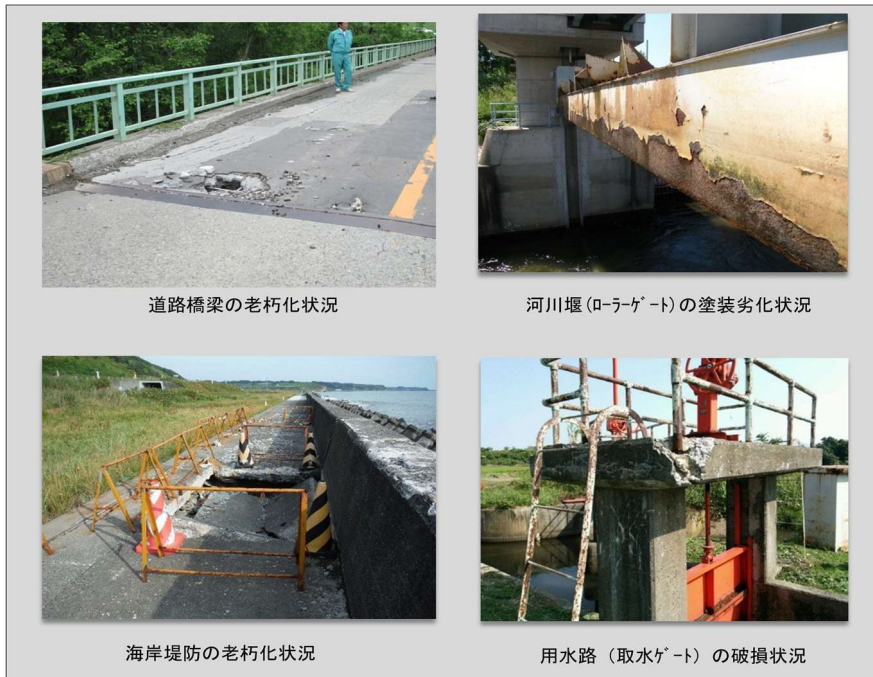 道路橋梁の老朽化状況
河川堰(ﾛｰﾗｰｹﾞｰﾄ)の塗装劣化状況
海岸堤防の老朽化状況
用水路（取水ｹﾞｰﾄ）の破損状況